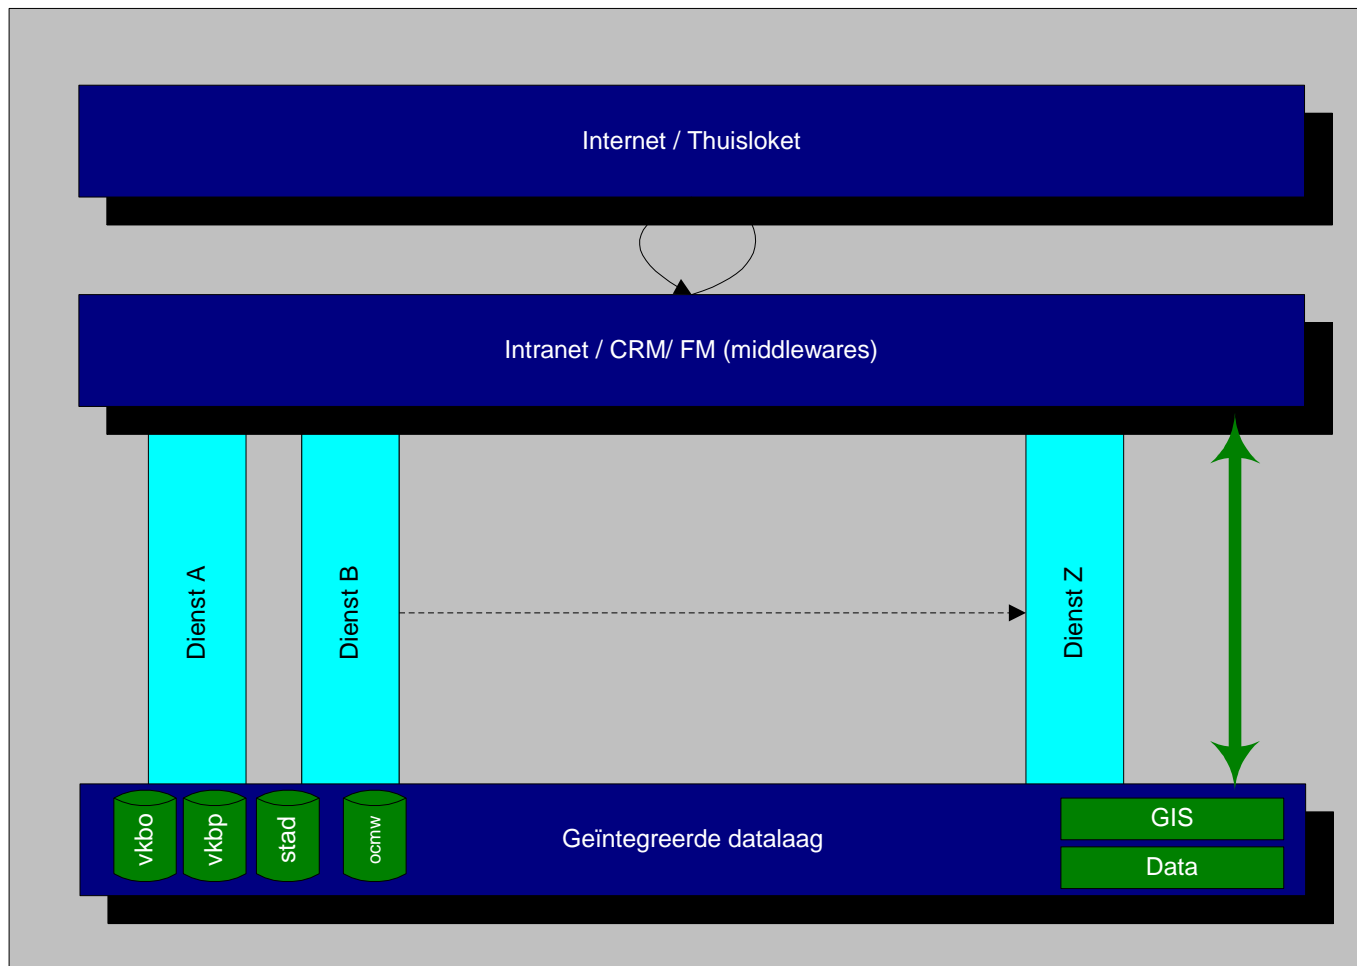 Internet / Thuisloket
Intranet / CRM/ FM (middlewares)
Dienst A
Dienst B
Dienst Z
vkbo
vkbp
stad
ocmw
Geïntegreerde datalaag
GIS
Data